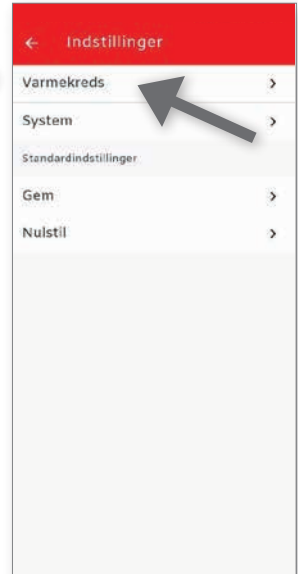 Indstillinger
Varmekreds
System
Standardindstillinger
Gem
Nulstil